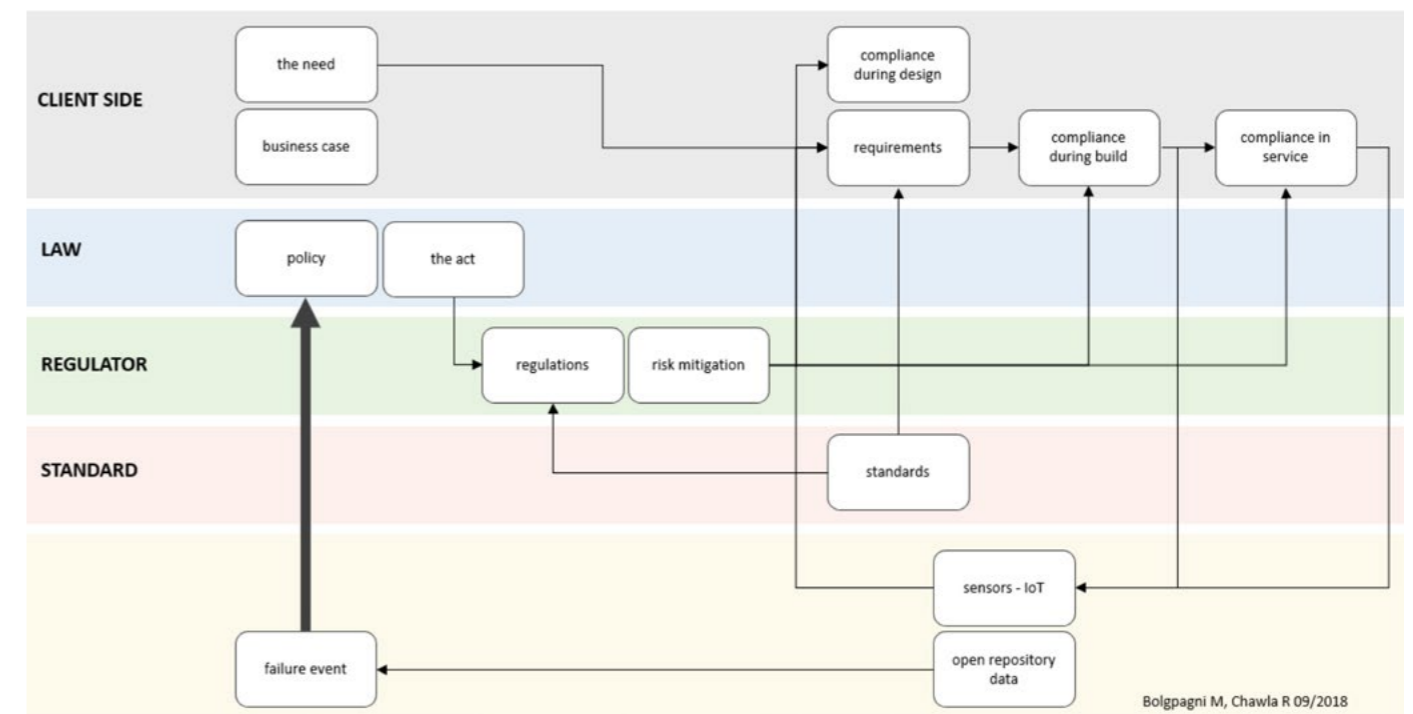 CLIENT SIDE
the need
business case
compliance
during design
requirements
compliance
during build
compliance in
service
LAW
policy
the act
REGULATOR
regulations
risk mitigation
STANDARD
standards
sensors - IoT
failure event
open repository
data
Bolgpagni M, Chawla R 09/2018